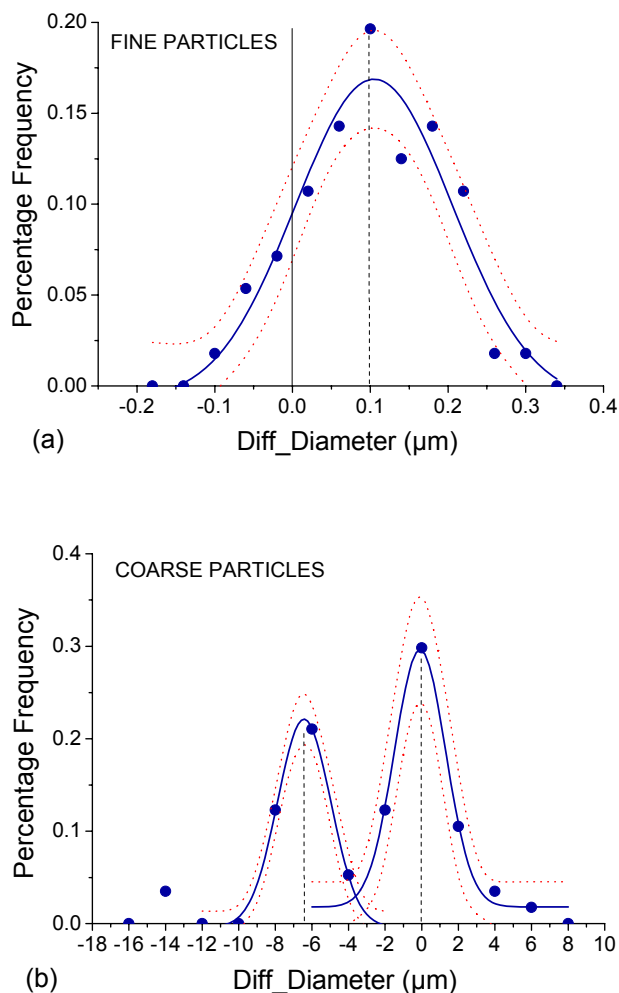 FINE PARTICLES
0.20
0.15
0.10
0.05
0.00
Percentage Frequency
-0.2 -0.1 0.0 0.1 0.2 0.3 0.4
Diff_Diameter (µm)
(a)
COARSE PARTICLES
0.4
0.3
0.2
0.1
0.0
Percentage Frequency
-18 -16 -14 -12 -10 -8 -6 -4 -2 0 2 4 6 8 10
Diff_Diameter (µm)
(b)